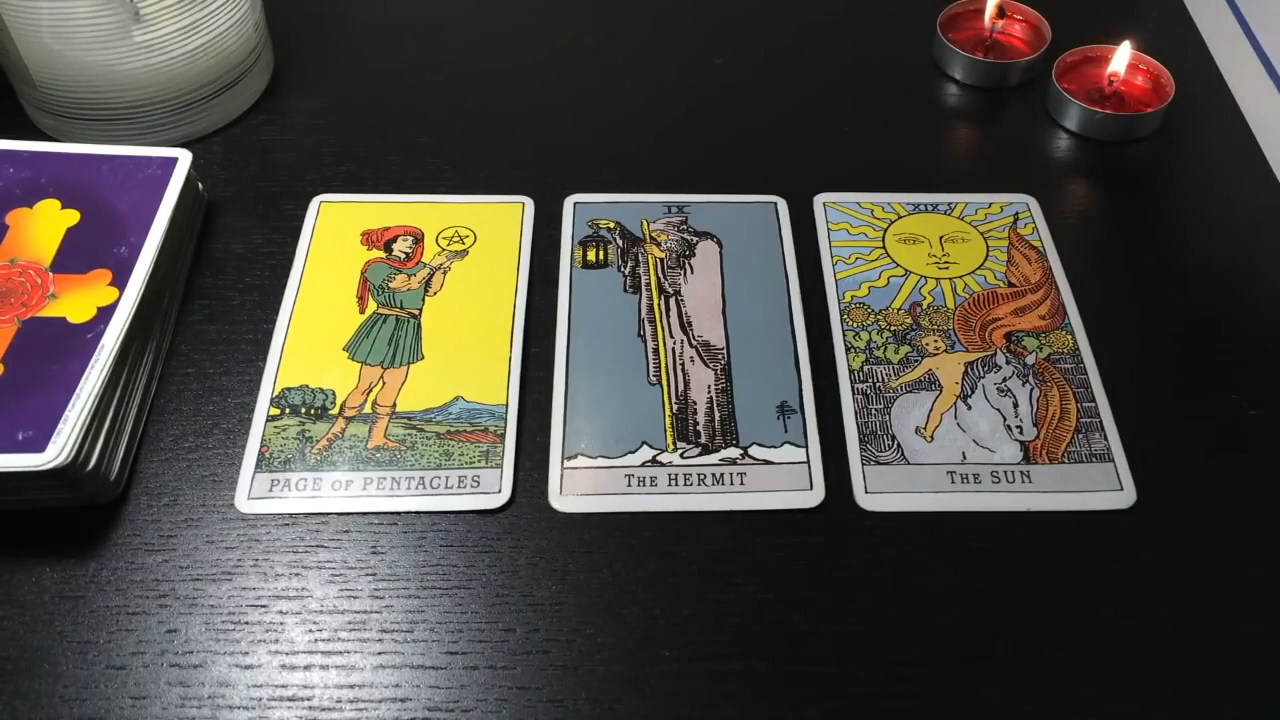 PAGE OF PENTACLES
IX
THE HERMIT
XIX
THE SUN